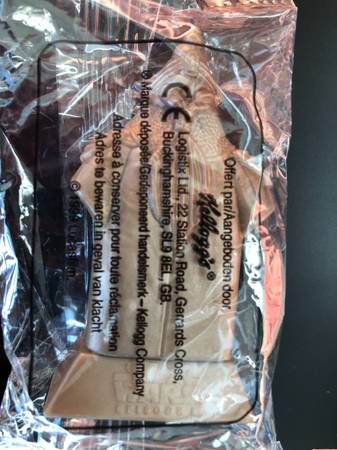 Offert par/Aangeboden door
Kellogg's®
Logistix Ltd., 22 Station Road, Gerrards Cross,
Buckinghamshire, SL9 8EL, GB.
CE
® Marque déposée/Gedeponeerd handelsmerk – Kellogg Company
Adresse à conserver pour toute réclamation
Adres te bewaren in geval van klacht
©
EPISODE I